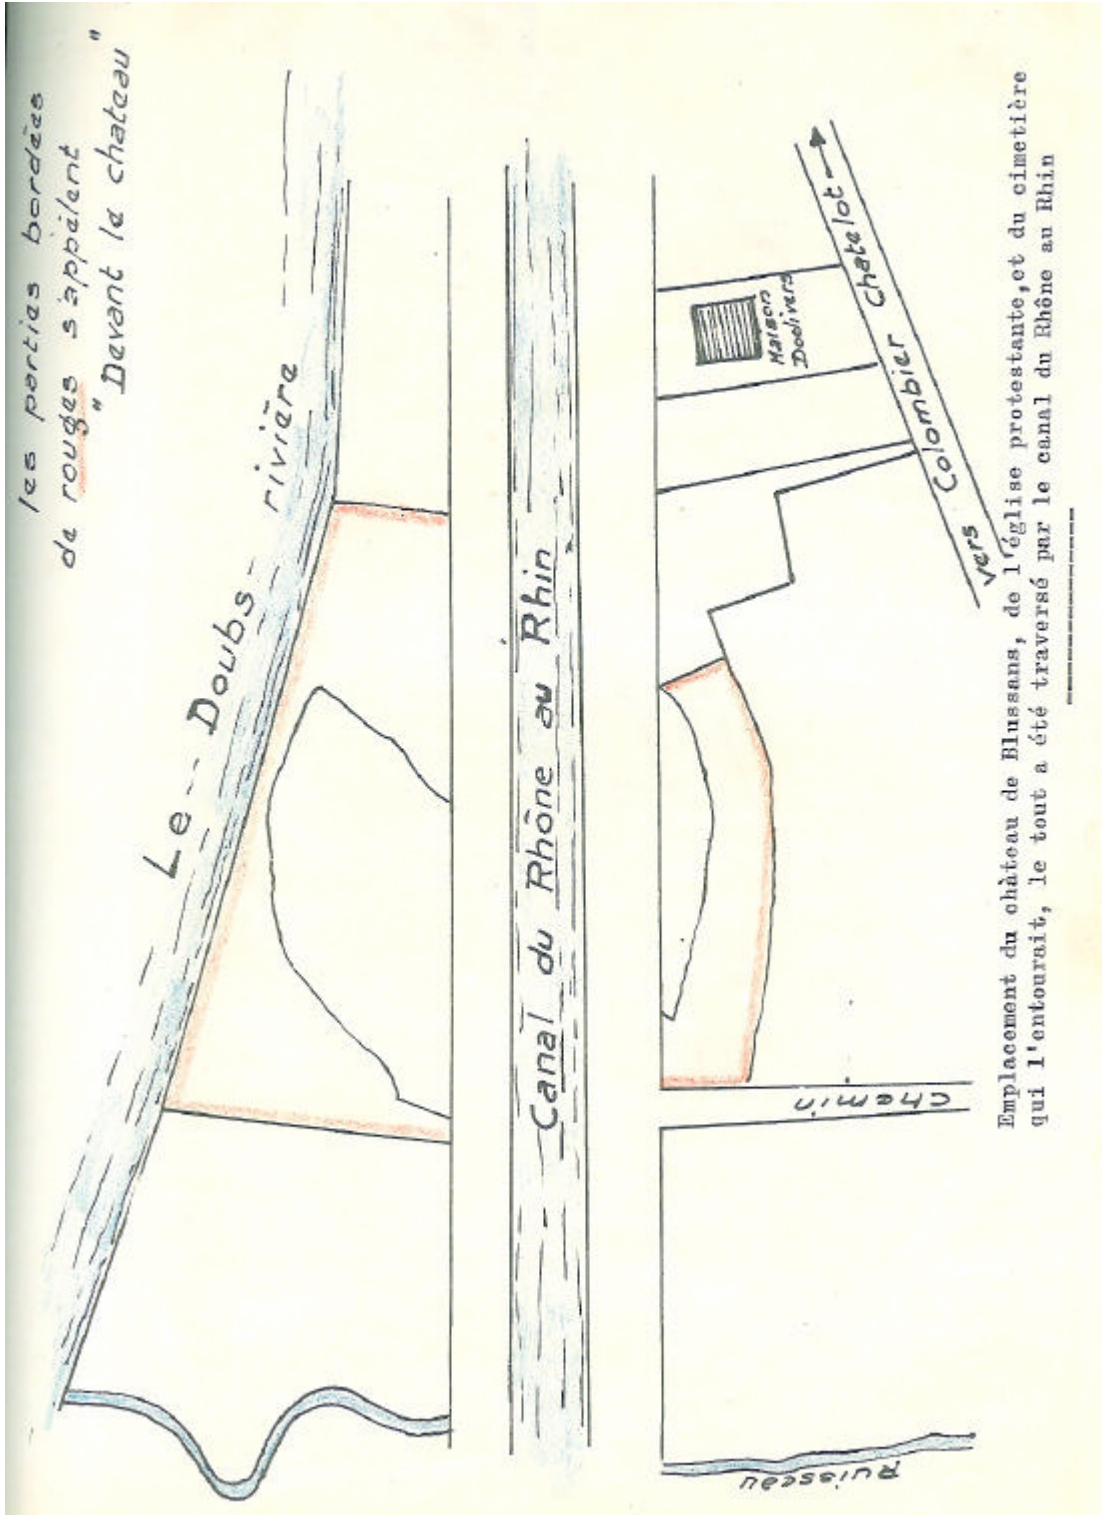 les parties bordées
de rouges s'appèlent
"Devant le chateau"
Le Doubs rivière
Canal du Rhône au Rhin
Maison
Doelivers
vers Colombier Chatelot
chemin
Ruisseau
Emplacement du château de Blussans, de l'église protestante,et du cimetière
qui l'entourait, le tout a été traversé par le canal du Rhône au Rhin